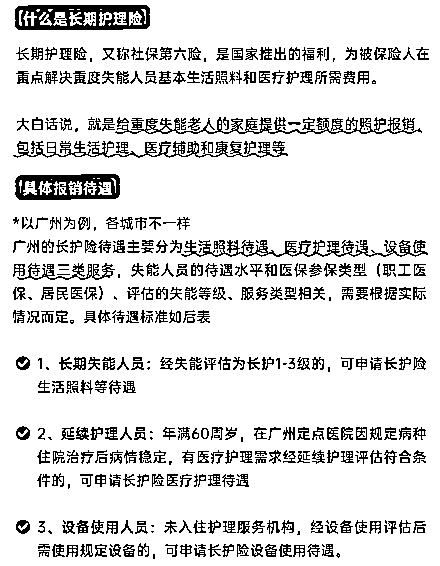 什么是长期护理险
长期护理险，又称社保第六险，是国家推出的福利，为被保险人在
重点解决重度失能人员基本生活照料和医疗护理所需费用。
大白话说，就是给重度失能老人的家庭提供一定额度的照护报销，
包括日常生活护理、医疗辅助和康复护理等
具体报销待遇
*以广州为例，各城市不一样
广州的长护险待遇主要分为生活照料待遇、医疗护理待遇、设备使
用待遇三类服务，失能人员的待遇水平和医保参保类型（职工医
保、居民医保）、评估的失能等级、服务类型相关，需要根据实际
情况而定。具体待遇标准如后表
1、长期失能人员：经失能评估为长护1-3级的，可申请长护险
生活照料等待遇
2、延续护理人员：年满60周岁，在广州定点医院因规定病种
住院治疗后病情稳定，有医疗护理需求经延续护理评估符合条
件的，可申请长护险医疗护理待遇
3、设备使用人员：未入住护理服务机构，经设备使用评估后
需使用规定设备的，可申请长护险设备使用待遇。